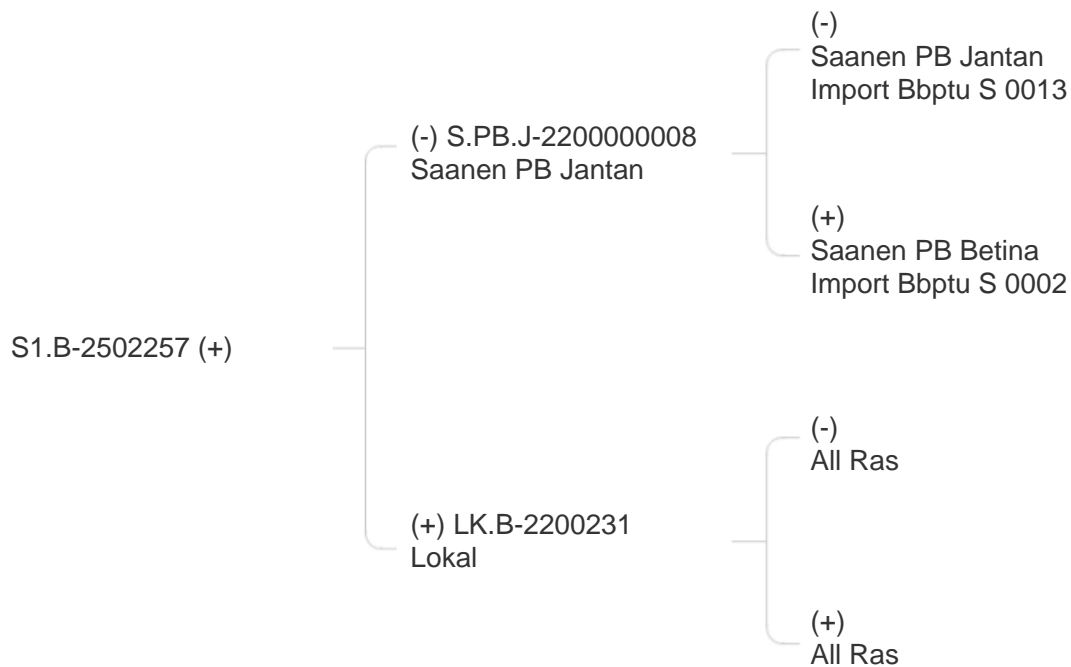 (-)
Saanen PB Jantan
Import Bbptu S 0013
(-) S.PB.J-2200000008
Saanen PB Jantan
(+)
Saanen PB Betina
Import Bbptu S 0002
S1.B-2502257 (+)
(-)
All Ras
(+) LK.B-2200231
Lokal
(+)
All Ras